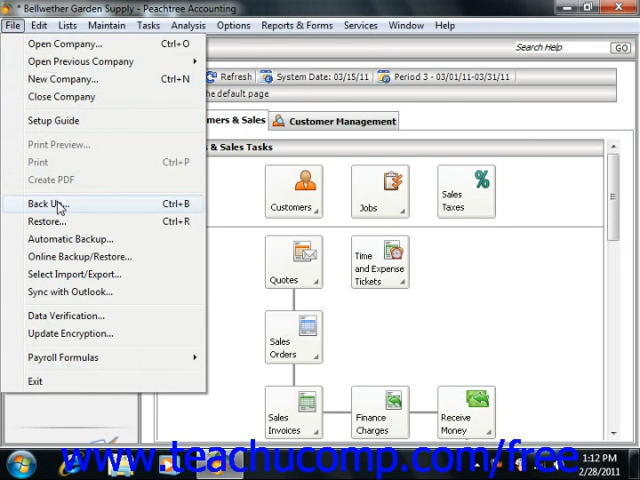 * Bellwether Garden Supply - Peachtree Accounting
File Edit Lists Maintain Tasks Analysis Options Reports & Forms Services Window Help
Open Company... Ctrl+O
Open Previous Company
New Company... Ctrl+N
Close Company
Setup Guide
Print Preview...
Print Ctrl+P
Create PDF
Back Up... Ctrl+B
Restore... Ctrl+R
Automatic Backup...
Online Backup/Restore...
Select Import/Export...
Sync with Outlook...
Data Verification...
Update Encryption...
Payroll Formulas
Exit
Search Help GO
Refresh System Date: 03/15/11 Period 3 - 03/01/11-03/31/11
the default page
mers & Sales Customer Management
s & Sales Tasks
Customers
Jobs
Sales
Taxes
Quotes
Time
and Expense
Tickets
Sales
Orders
Sales
Invoices
Finance
Charges
Receive
Money
www.teachucomp.com/free
1:12 PM
2/28/2011